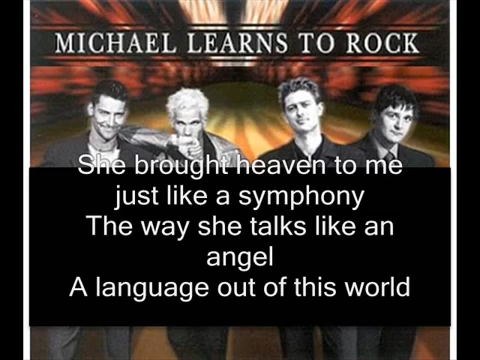 MICHAEL LEARNS TO ROCK
She brought heaven to me
just like a symphony
The way she talks like an
angel
A language out of this world